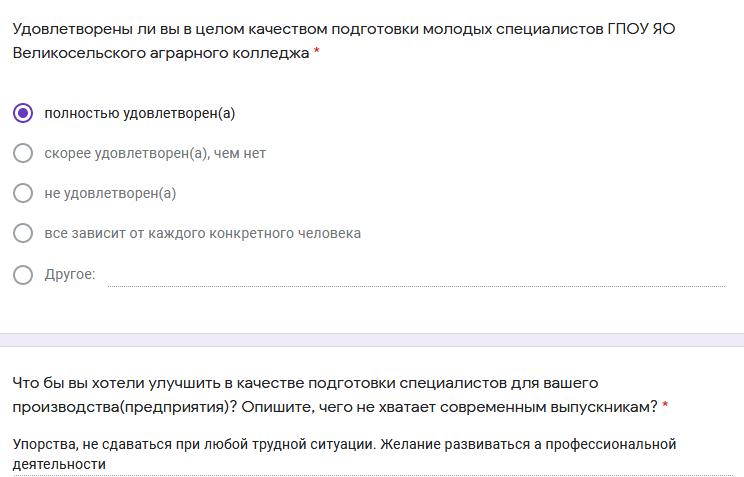 Удовлетворены ли вы в целом качеством подготовки молодых специалистов ГПОУ ЯО
Великосельского аграрного колледжа *
полностью удовлетворен(а)
скорее удовлетворен(а), чем нет
не удовлетворен(а)
все зависит от каждого конкретного человека
Другое:
Что бы вы хотели улучшить в качестве подготовки специалистов для вашего
производства(предприятия)? Опишите, чего не хватает современным выпускникам? *
Упорства, не сдаваться при любой трудной ситуации. Желание развиваться а профессиональной
деятельности